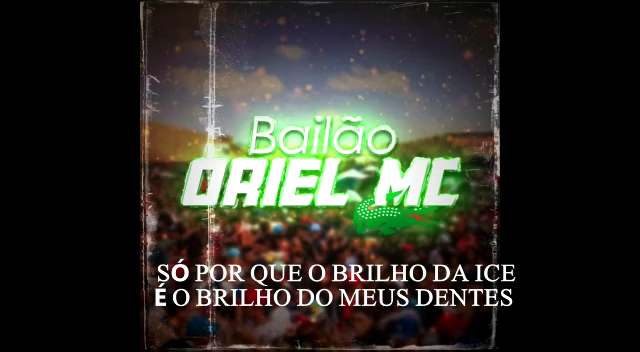 Bailão
ORIEL MC
SÓ POR QUE O BRILHO DA ICE
É O BRILHO DO MEUS DENTES